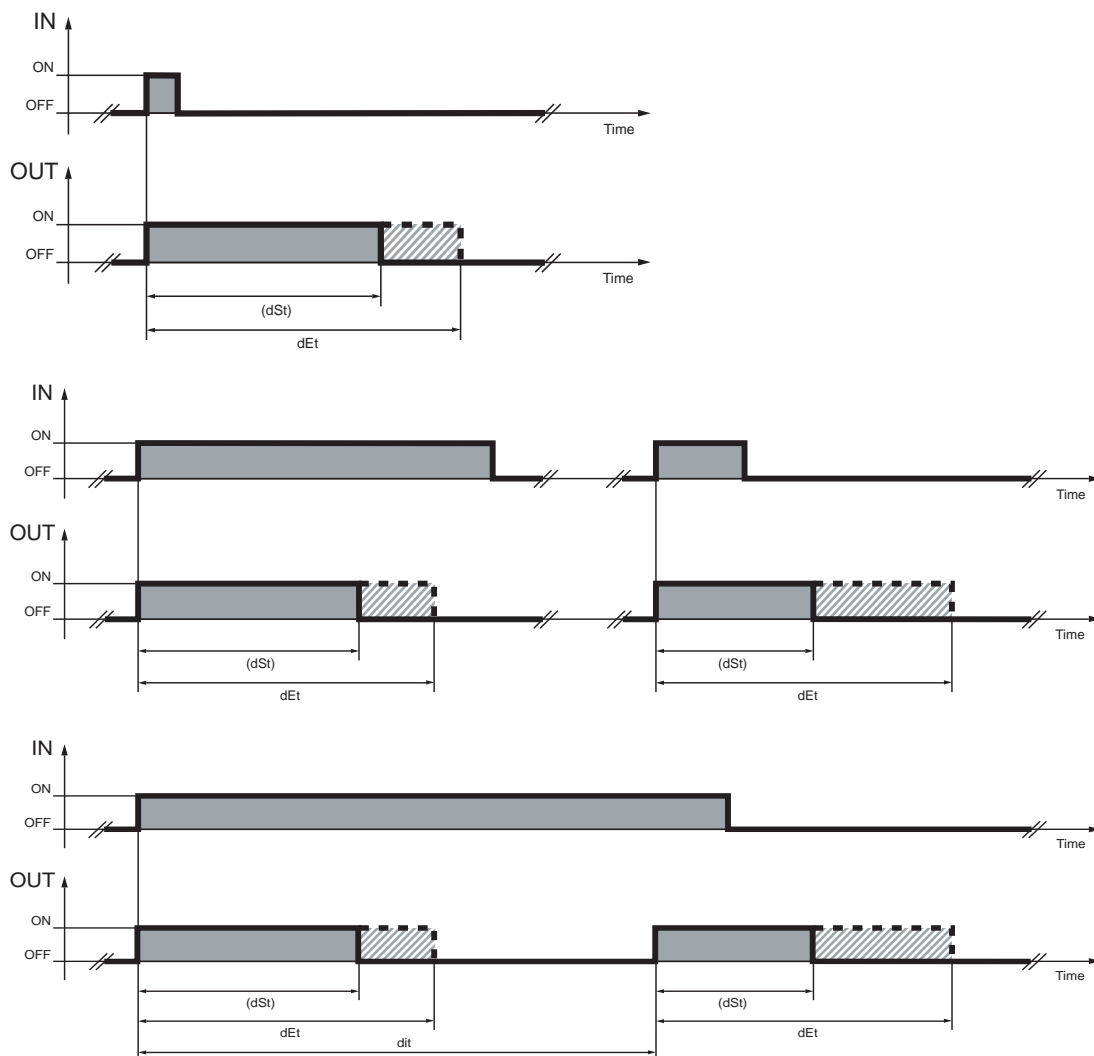 IN
ON
OFF
Time
OUT
ON
OFF
Time
(dSt)
dEt
IN
ON
OFF
Time
OUT
ON
OFF
Time
(dSt) (dSt)
dEt dEt
IN
ON
OFF
Time
OUT
ON
OFF
Time
(dSt) (dSt)
dEt dEt
dit